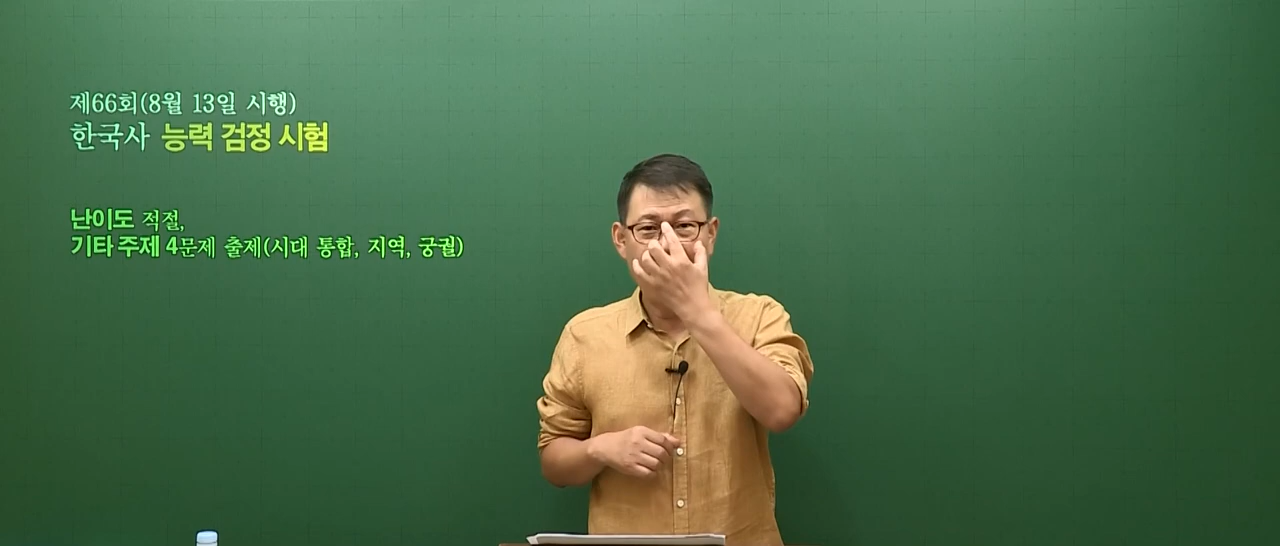 제66회(8월 13일 시행)
한국사 능력 검정 시험
난이도 적절,
기타 주제 4문제 출제(시대 통합, 지역, 궁궐)